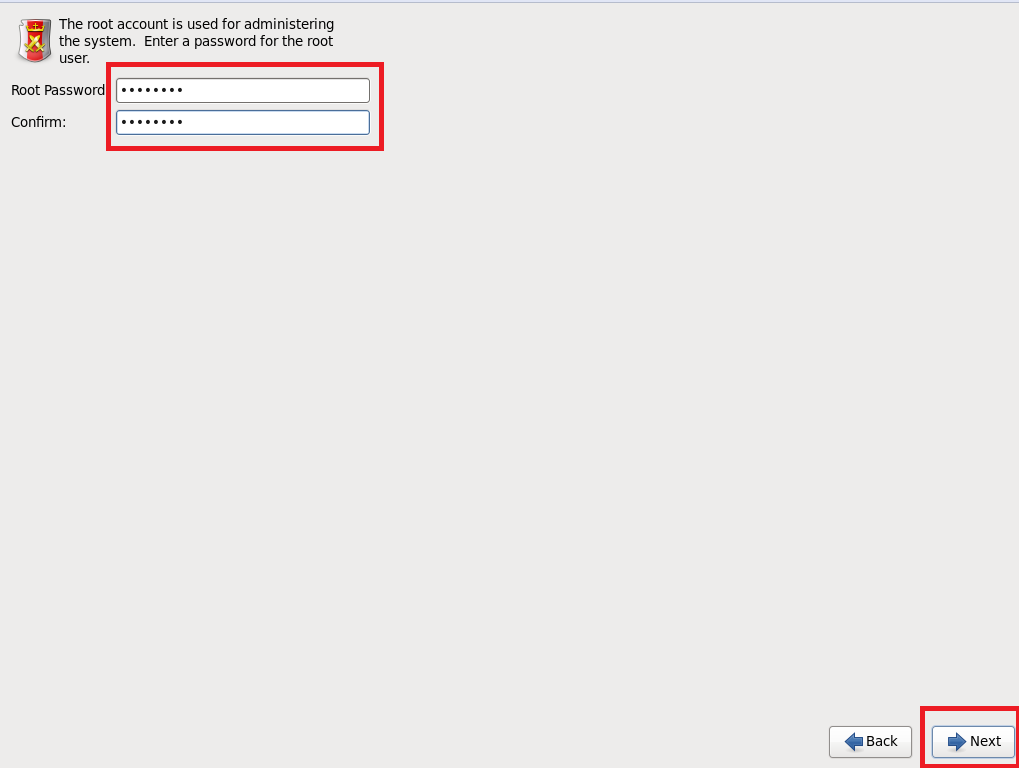 The root account is used for administering
the system.  Enter a password for the root
user.
Root Password
••••••••
Confirm:
••••••••
Back
Next